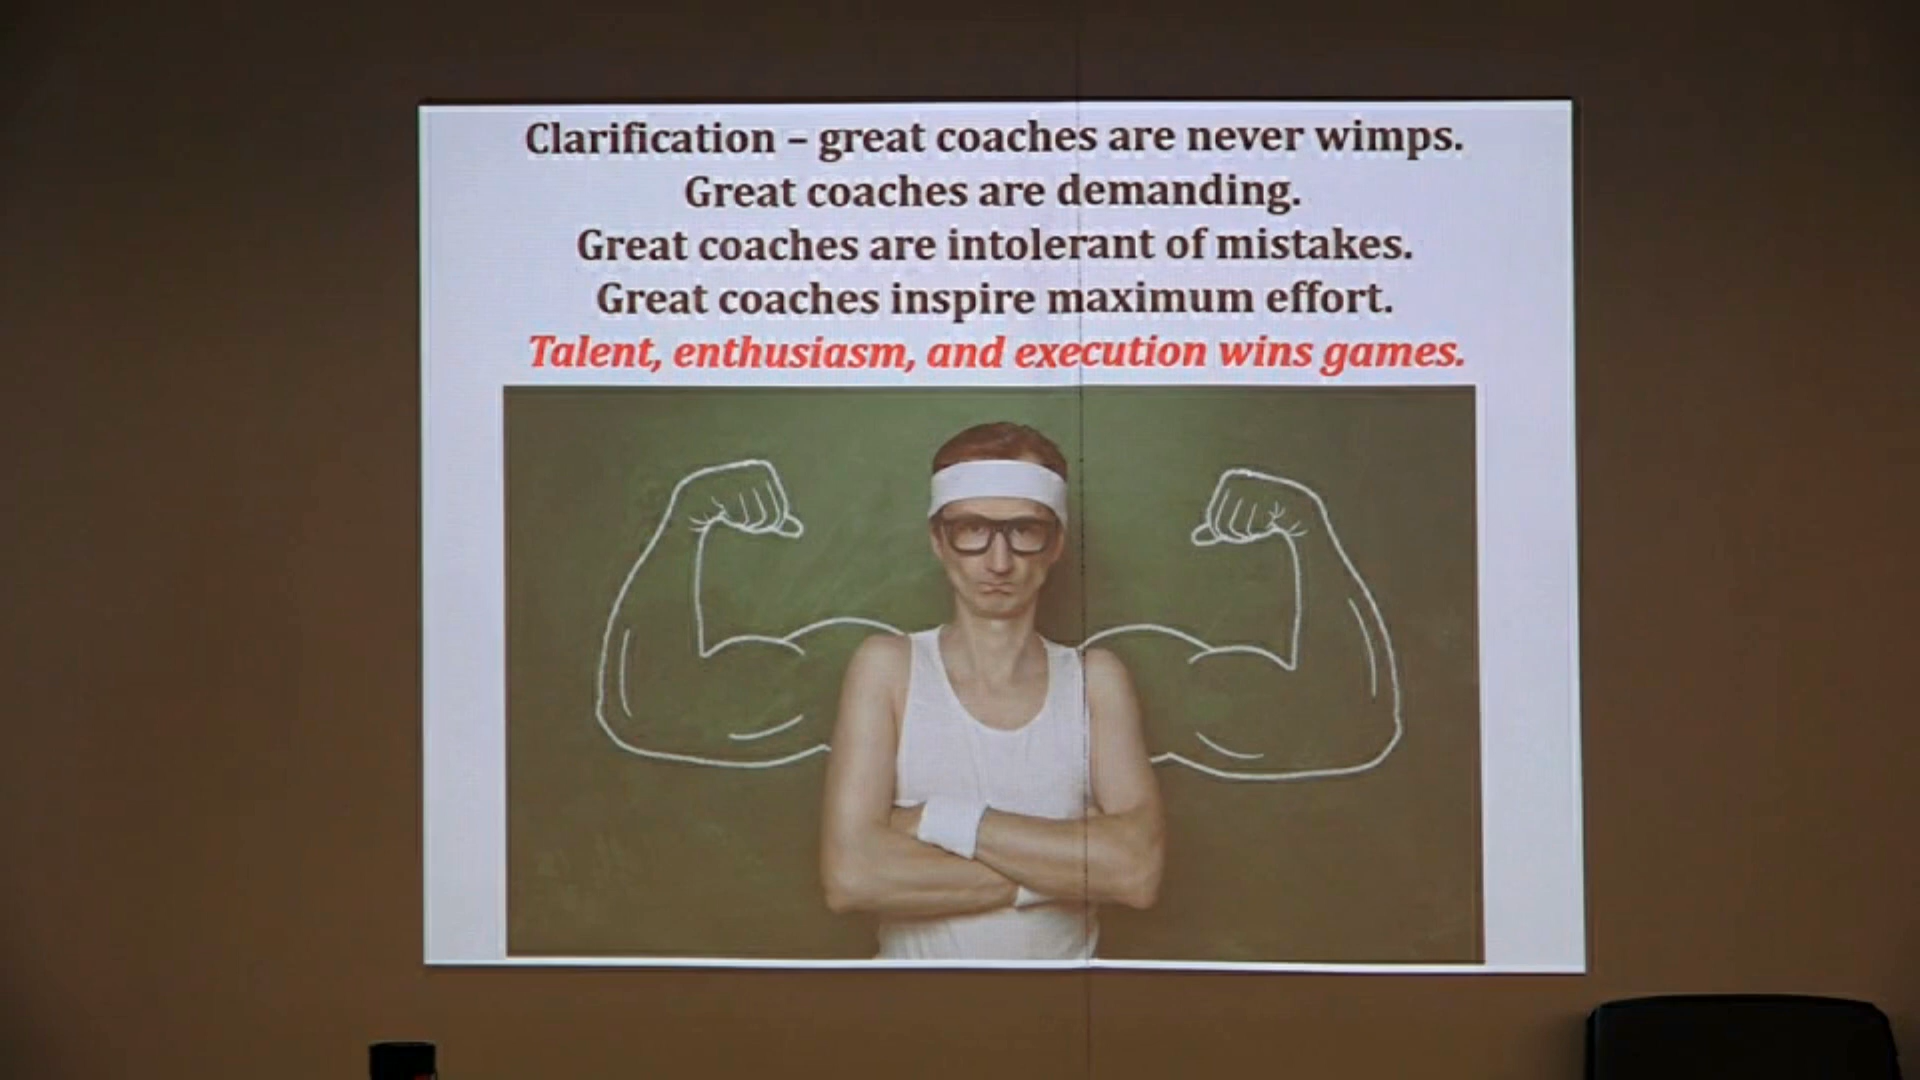 Clarification – great coaches are never wimps.
Great coaches are demanding.
Great coaches are intolerant of mistakes.
Great coaches inspire maximum effort.
Talent, enthusiasm, and execution wins games.